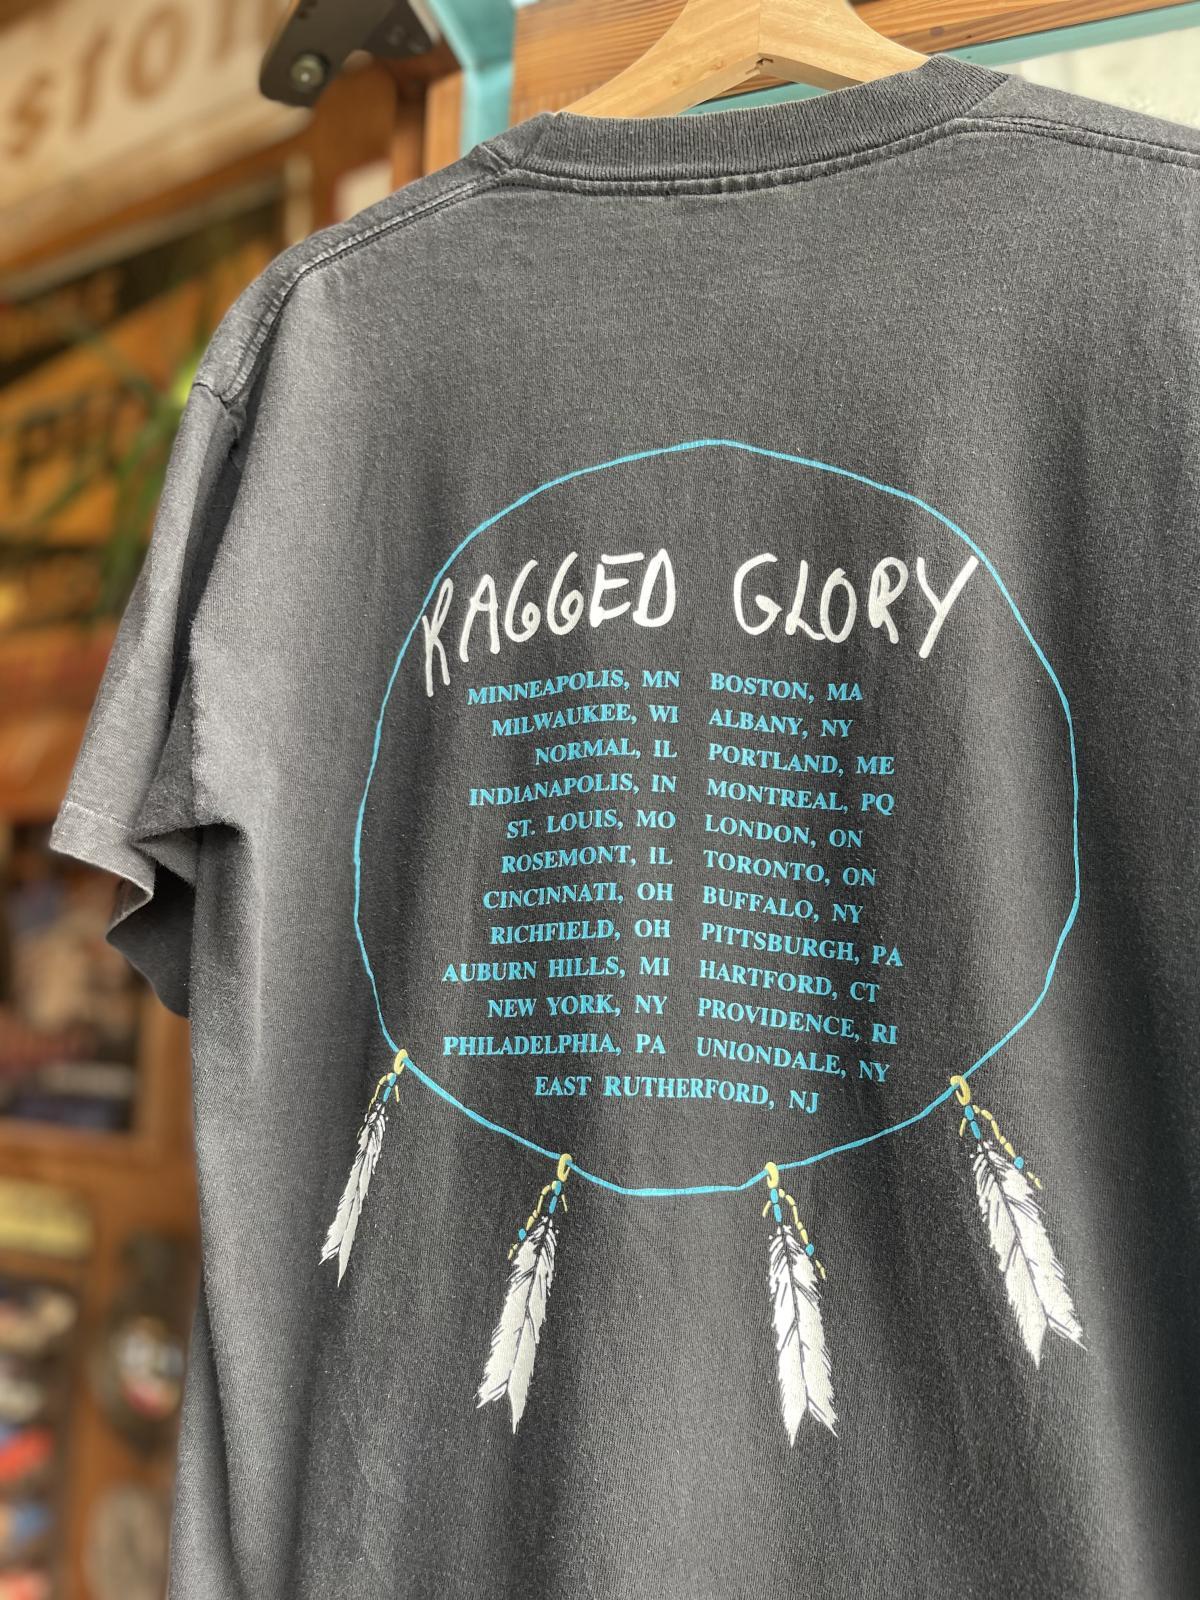 RAGGED GLORY
MINNEAPOLIS, MN BOSTON, MA
MILWAUKEE, WI ALBANY, NY
NORMAL, IL PORTLAND, ME
INDIANAPOLIS, IN MONTREAL, PQ
ST. LOUIS, MO LONDON, ON
ROSEMONT, IL TORONTO, ON
CINCINNATI, OH BUFFALO, NY
RICHFIELD, OH PITTSBURGH, PA
AUBURN HILLS, MI HARTFORD, CT
NEW YORK, NY PROVIDENCE, RI
PHILADELPHIA, PA UNIONDALE, NY
EAST RUTHERFORD, NJ